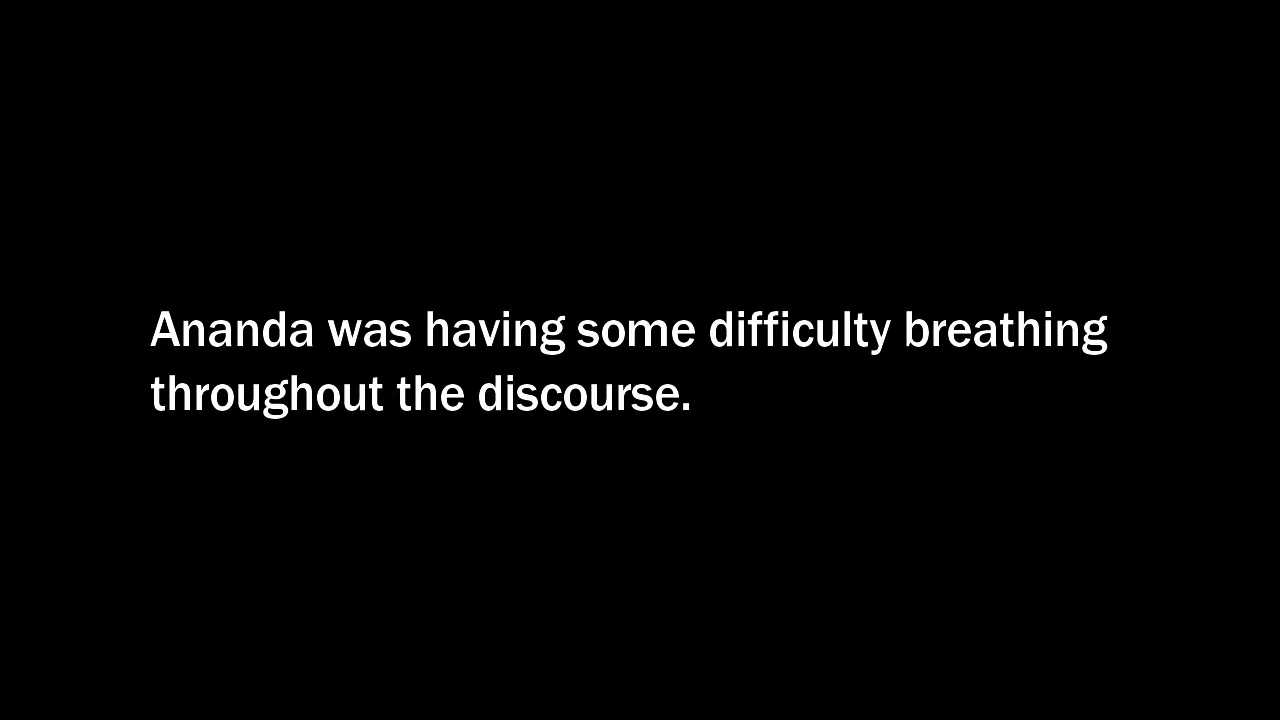 Ananda was having some difficulty breathing
throughout the discourse.